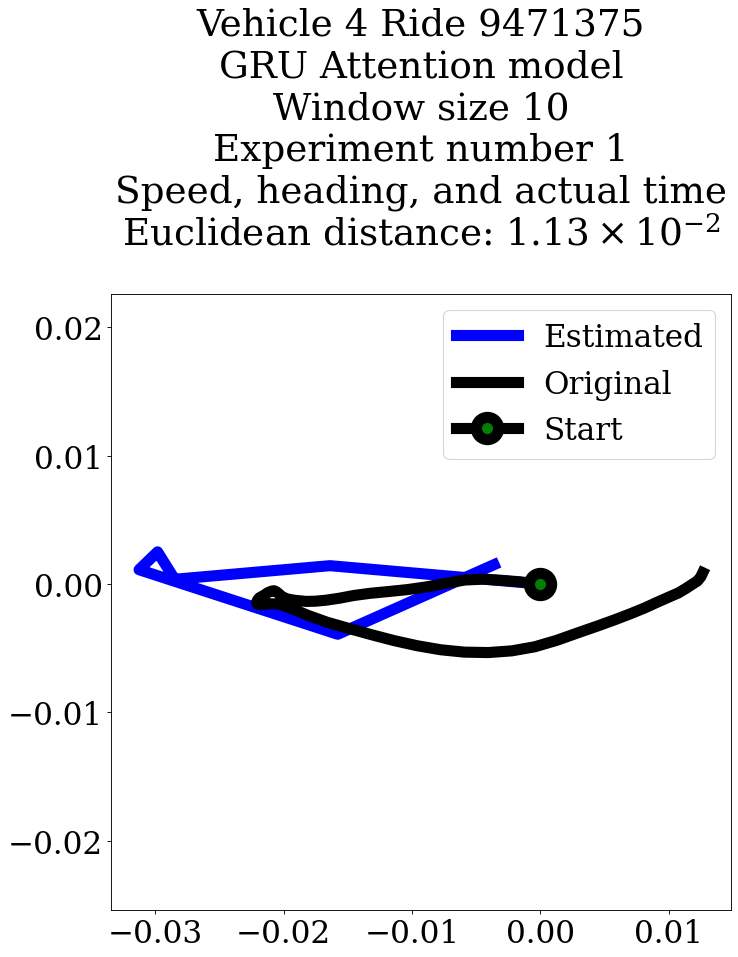 Vehicle 4 Ride 9471375
GRU Attention model
Window size 10
Experiment number 1
Speed, heading, and actual time
Euclidean distance: 1.13 × 10⁻²
Estimated
Original
Start
0.02
0.01
0.00
−0.01
−0.02
−0.03 −0.02 −0.01 0.00 0.01